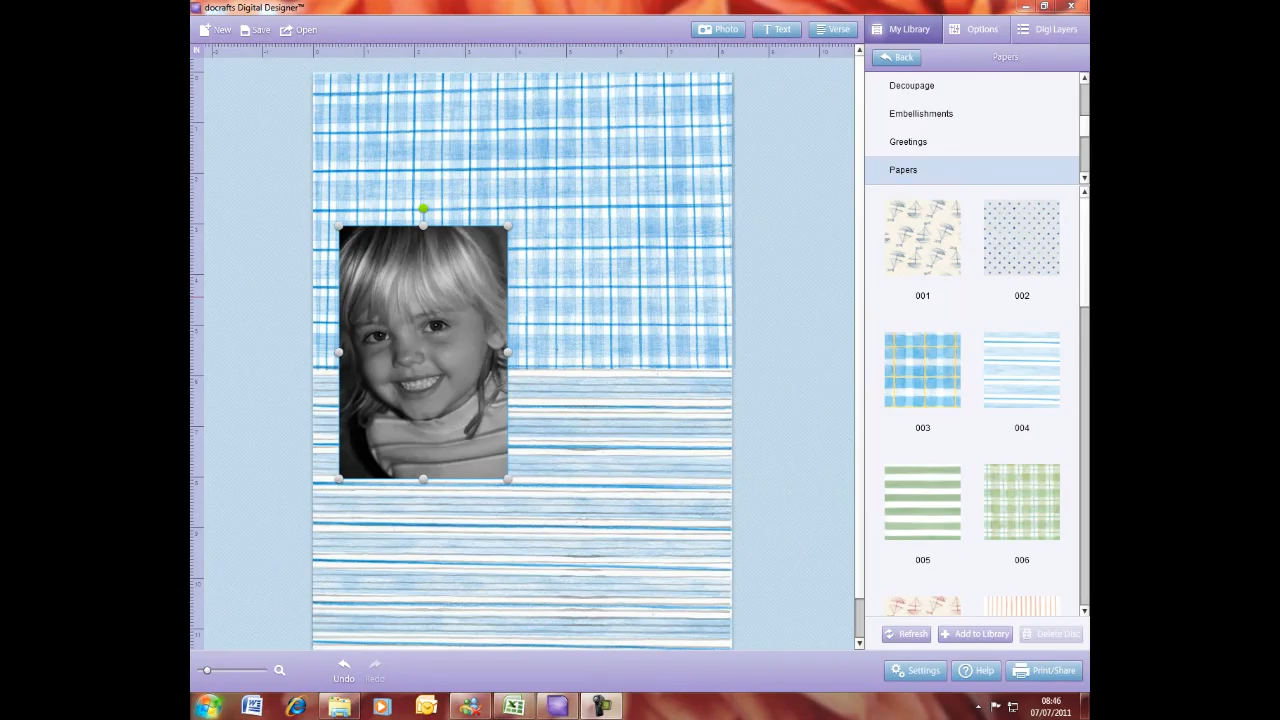 docrafts Digital Designer™
New Save Open Photo Text Verse My Library Options Digi Layers
Back Papers
Decoupage
Embellishments
Greetings
Papers
001 002
003 004
005 006
Refresh Add to Library Delete Disc
Undo Redo Settings Help Print/Share
08:46
07/07/2011